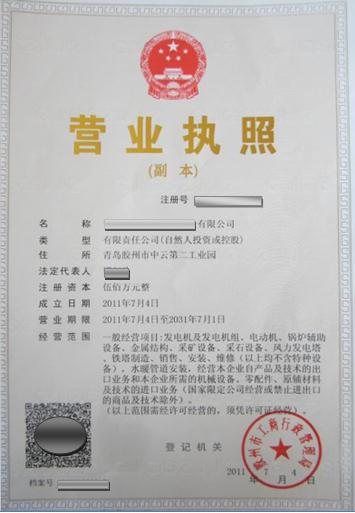 营业执照
(副 本)
注册号
名 称 有限公司
类 型 有限责任公司(自然人投资或控股)
住 所 青岛胶州市中云第二工业园
法定代表人
注册资本 伍佰万元整
成立日期 2011年7月4日
营业期限 2011年7月4日至2031年7月1日
经营范围 一般经营项目:发电机及发电机组、电动机、锅炉辅助
设备、金属结构、采矿设备、采石设备、风力发电塔
、铁塔制造、销售、安装、维修(以上均不含特种设
备)。水暖管道安装,经营本企业自产品及技术的出
口业务和本企业所需的机械设备、零配件、原辅材料
及技术的进口业务(国家限定公司经营或禁止进出口
的商品及技术除外)。
(以上范围需经许可经营的,须凭许可证经营)。
登记机关
胶州市工商行政管理局
2011 7月 4日
档案号